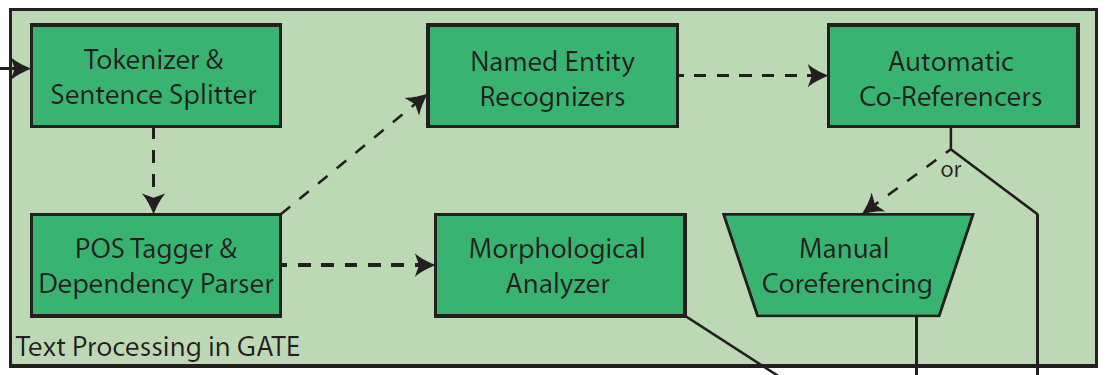 Tokenizer &
Sentence Splitter
Named Entity
Recognizers
Automatic
Co-Referencers
or
POS Tagger &
Dependency Parser
Morphological
Analyzer
Manual
Coreferencing
Text Processing in GATE